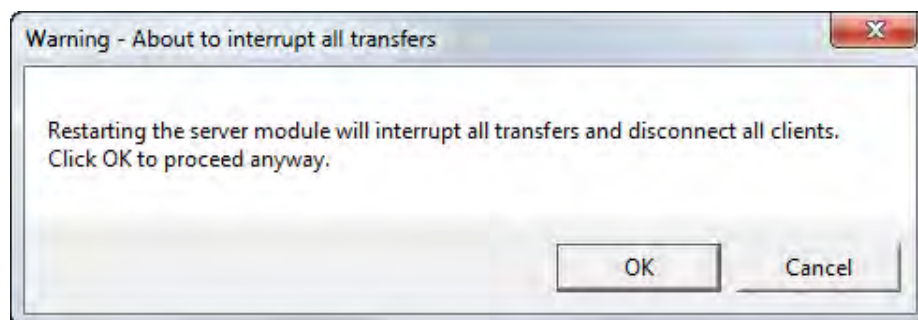 Warning - About to interrupt all transfers
Restarting the server module will interrupt all transfers and disconnect all clients.
Click OK to proceed anyway.
OK
Cancel